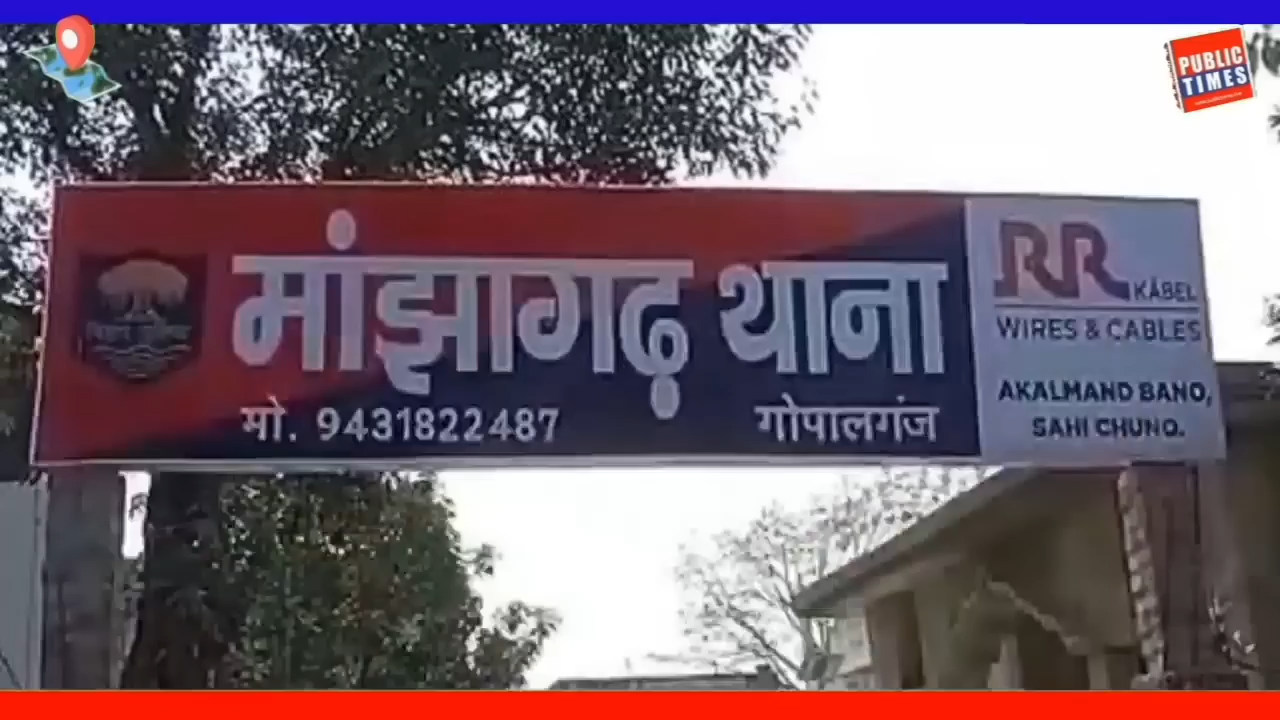 PUBLIC
TIMES
मांझागढ़ थाना
मो. 9431822487
गोपालगंज
RR
KABEL
WIRES & CABLES
AKALMAND BANO,
SAHI CHUNO.